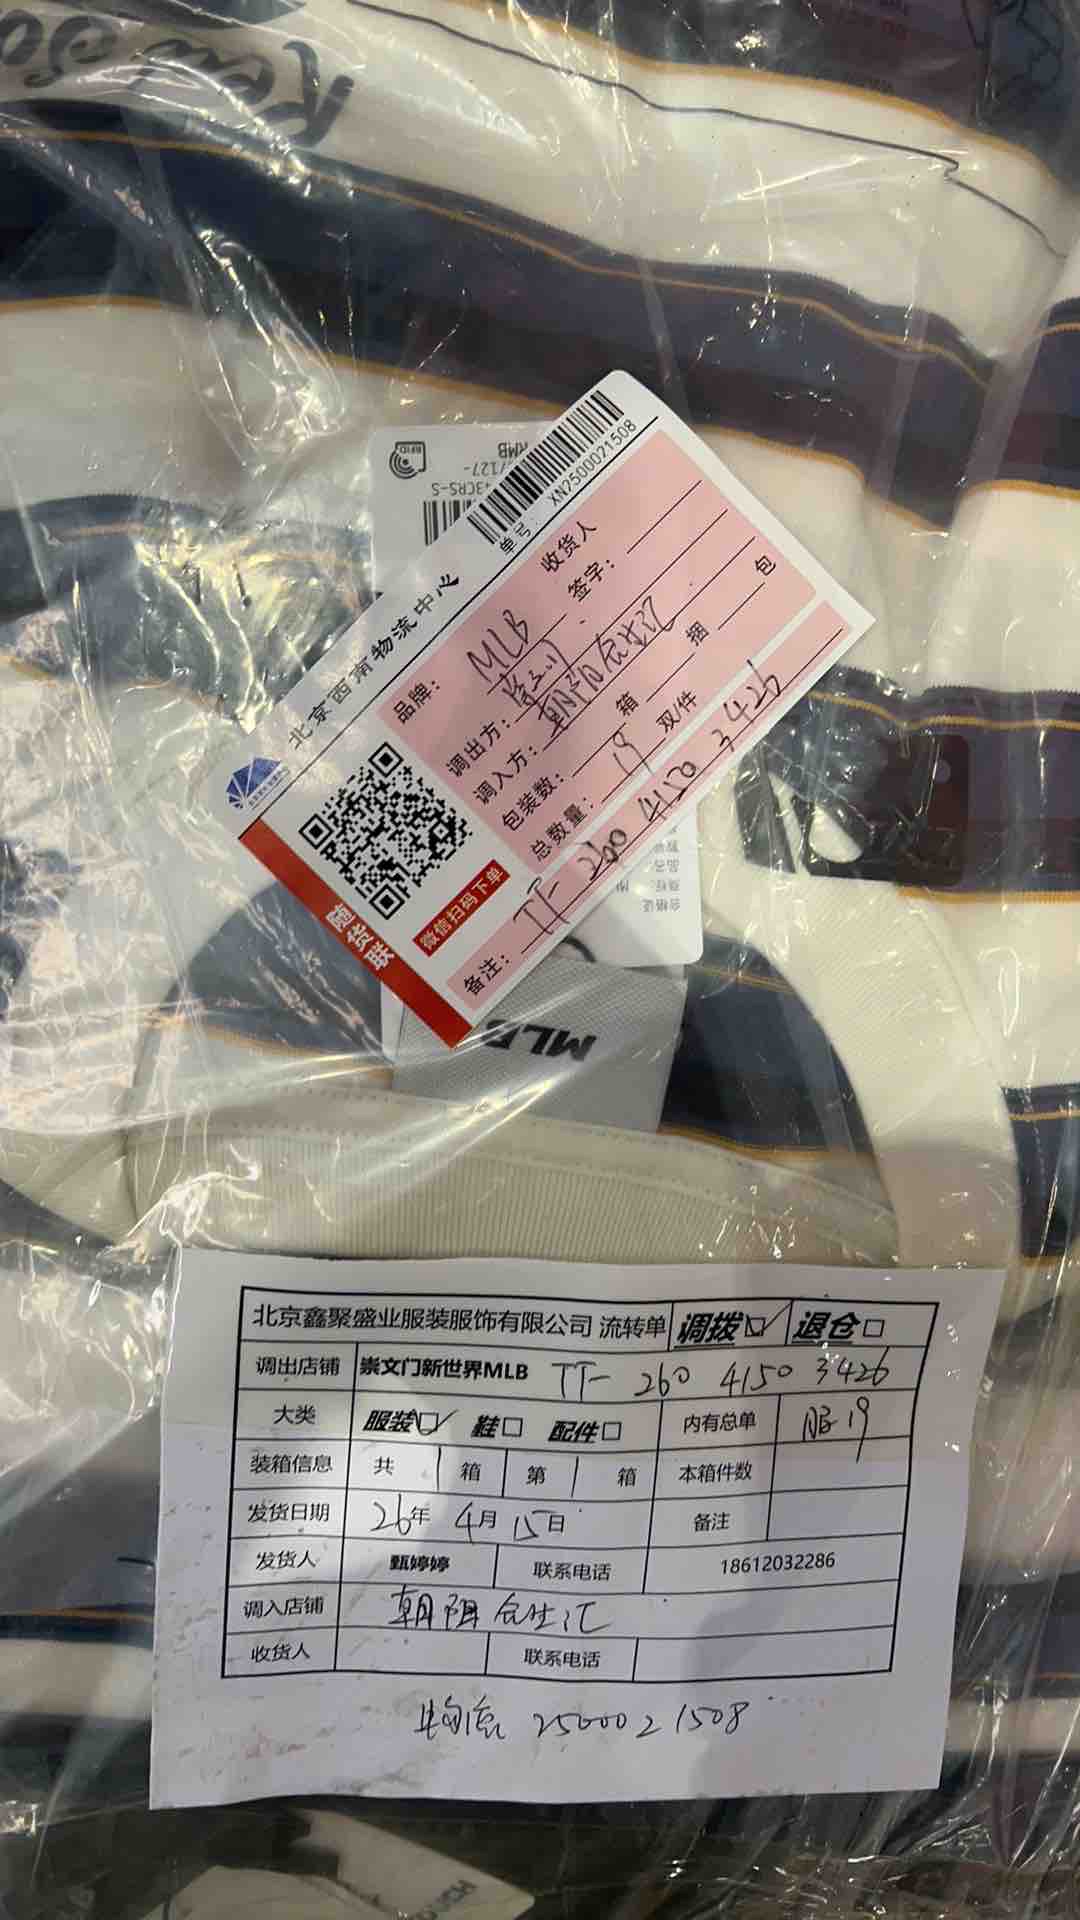 RMB
RFID
北京西南物流中心
单号: XN2500021508
品牌: MLB
收货人
签字:
调出方:
调入方: 朝阳合生汇
包装数: 箱 捆 包
总数量: 19 双/件
备注: TT- 260 4150 3426
微信扫码下单
随货联
MLB
北京鑫聚盛业服装服饰有限公司 流转单 调拨☑ 退仓□
调出店铺 崇文门新世界MLB TT- 260 4150 3426
大类 服装☑ 鞋□ 配件□ 内有总单 服19
装箱信息 共 1 箱 第 1 箱 本箱件数
发货日期 26年 4月 15日 备注
发货人 甄婷婷 联系电话 18612032286
调入店铺 朝阳合生汇
收货人 联系电话
2500021508